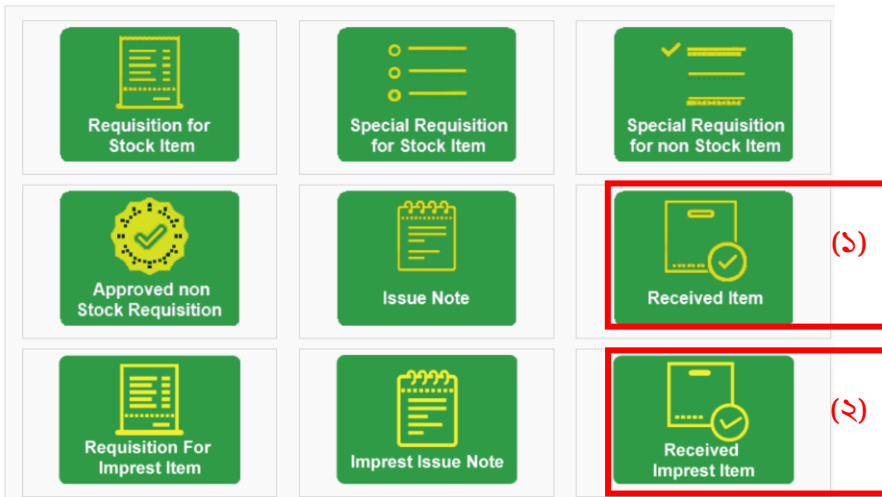 Requisition for
Stock Item
Special Requisition
for Stock Item
Special Requisition
for non Stock Item
Approved non
Stock Requisition
Issue Note
Received Item
(১)
Requisition For
Imprest Item
Imprest Issue Note
Received
Imprest Item
(২)